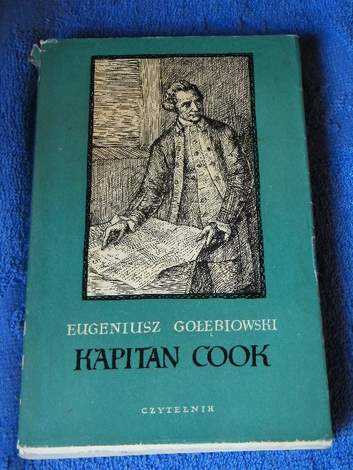 EUGENIUSZ GOŁĘBIOWSKI
KAPITAN COOK
CZYTELNIK